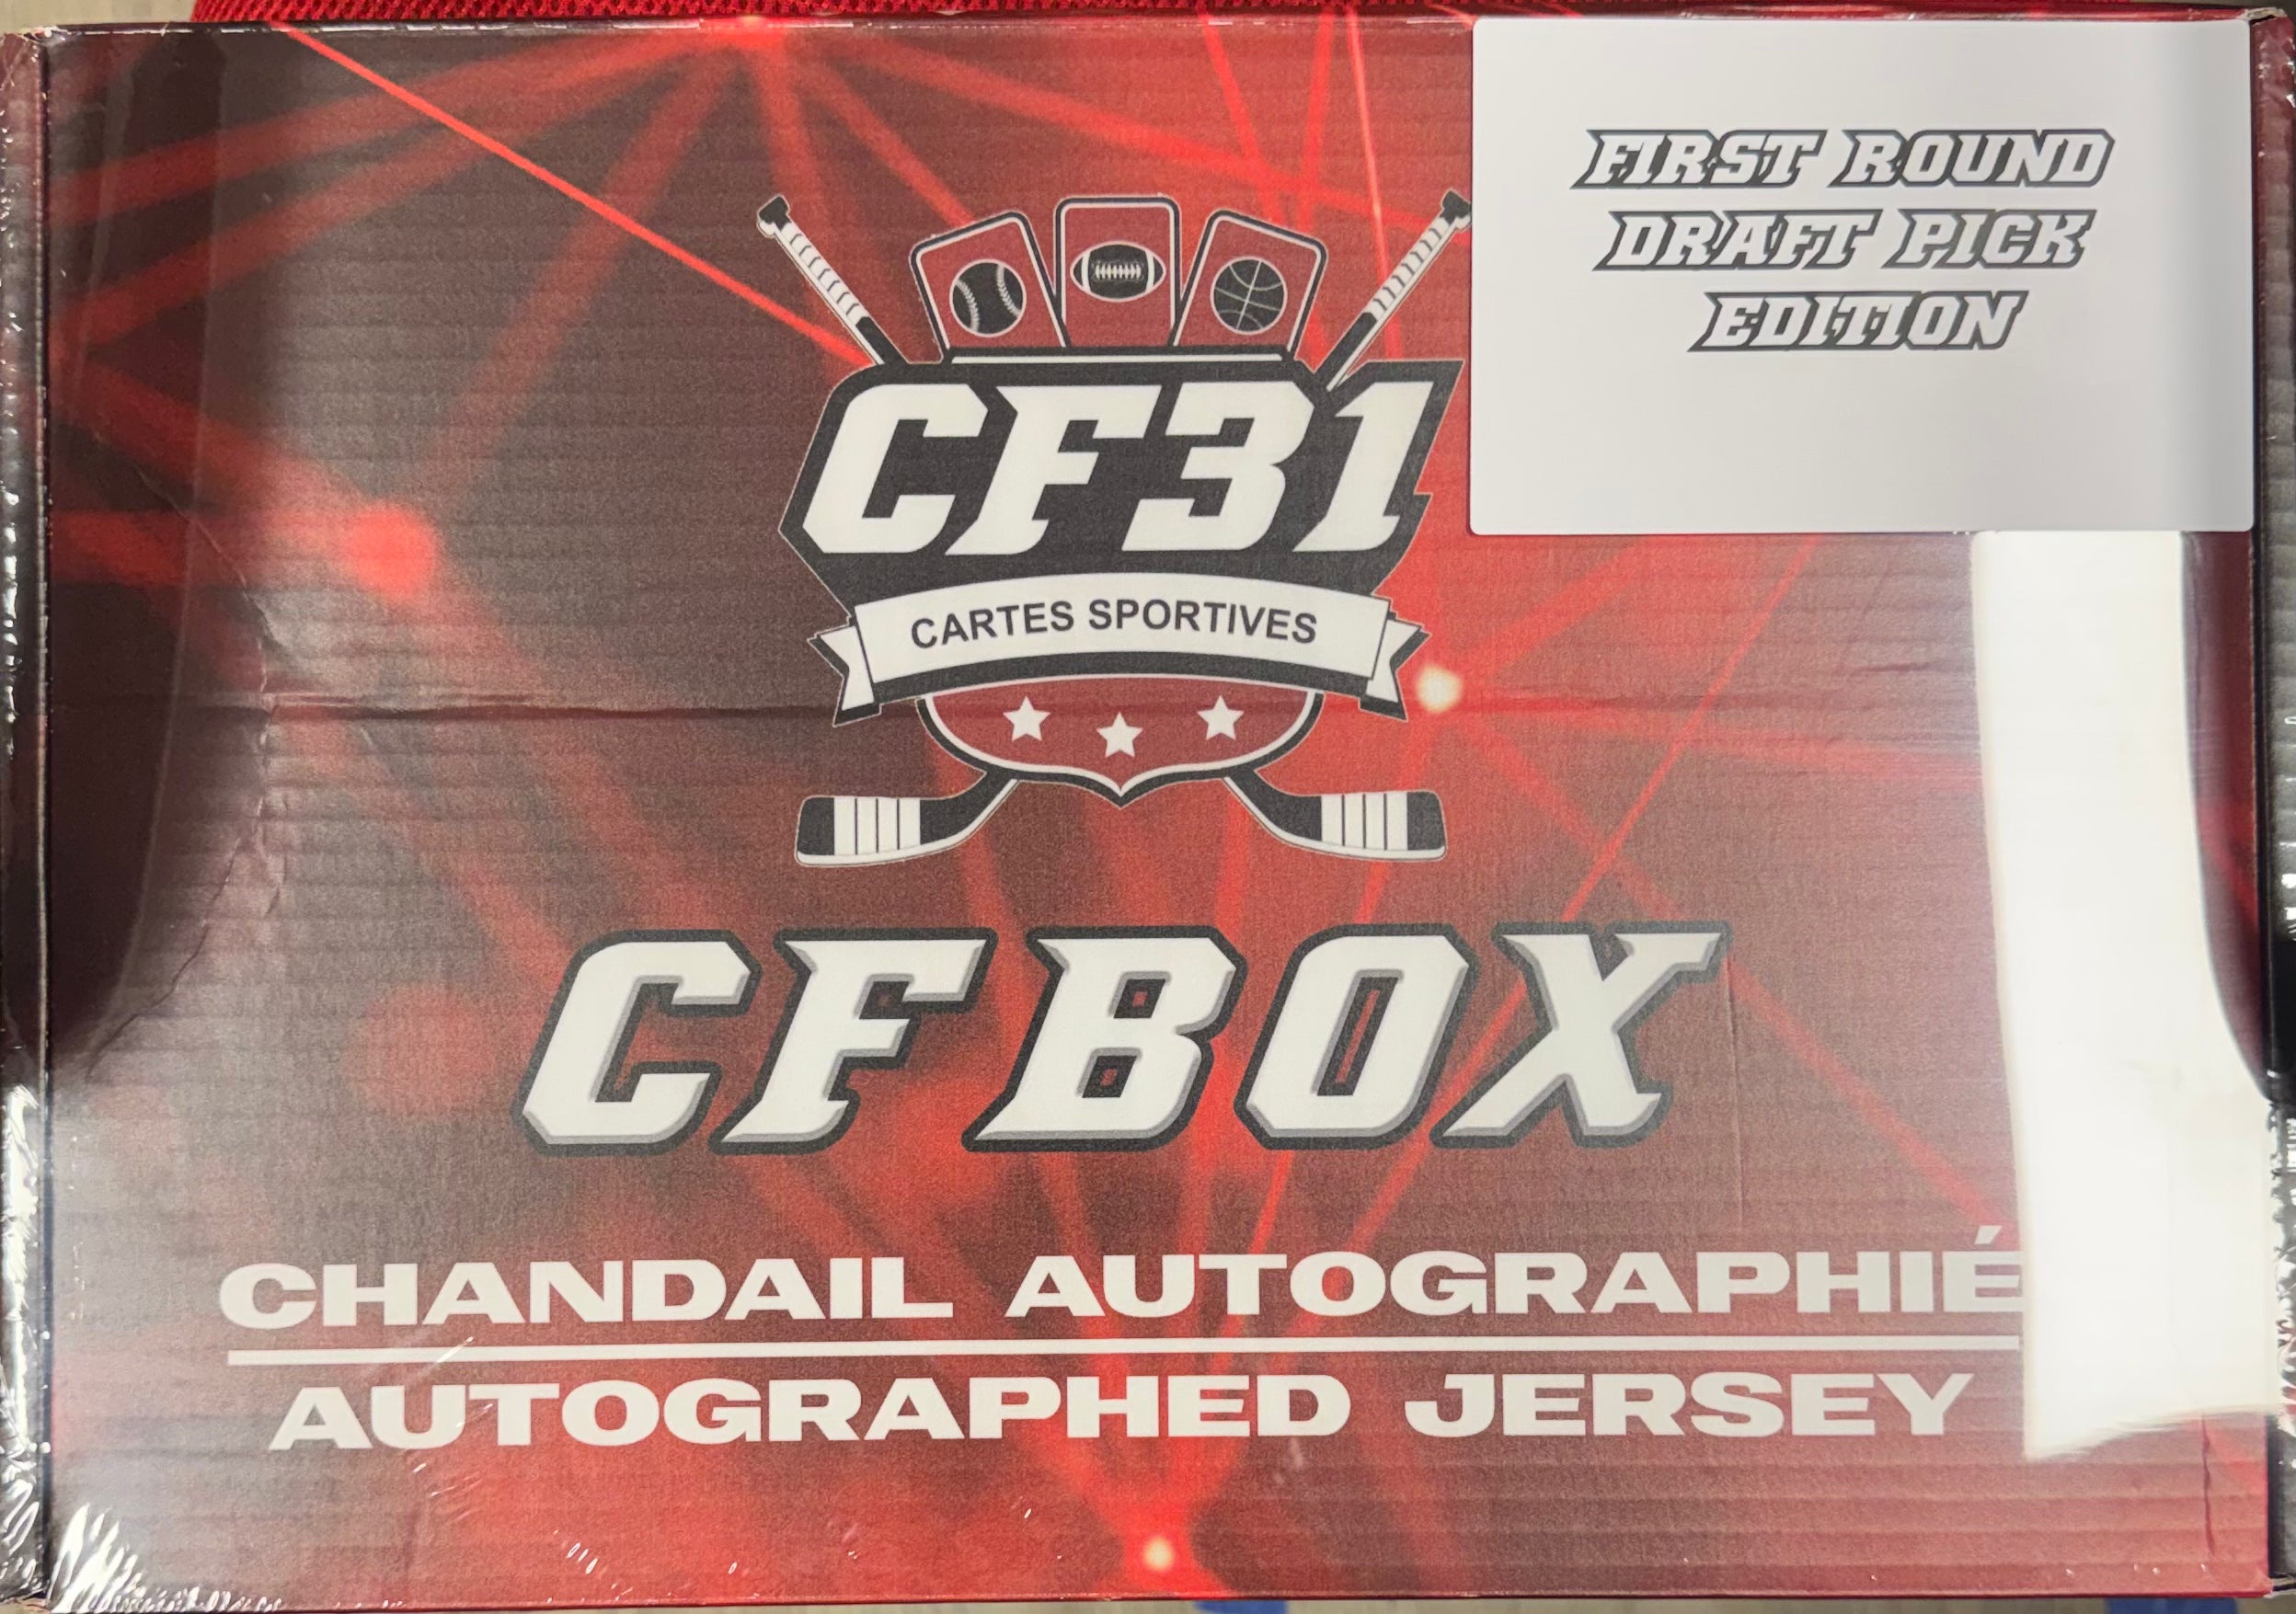 FIRST ROUND
DRAFT PICK
EDITION
CF31
CARTES SPORTIVES
CF BOX
CHANDAIL AUTOGRAPHIÉ
AUTOGRAPHED JERSEY